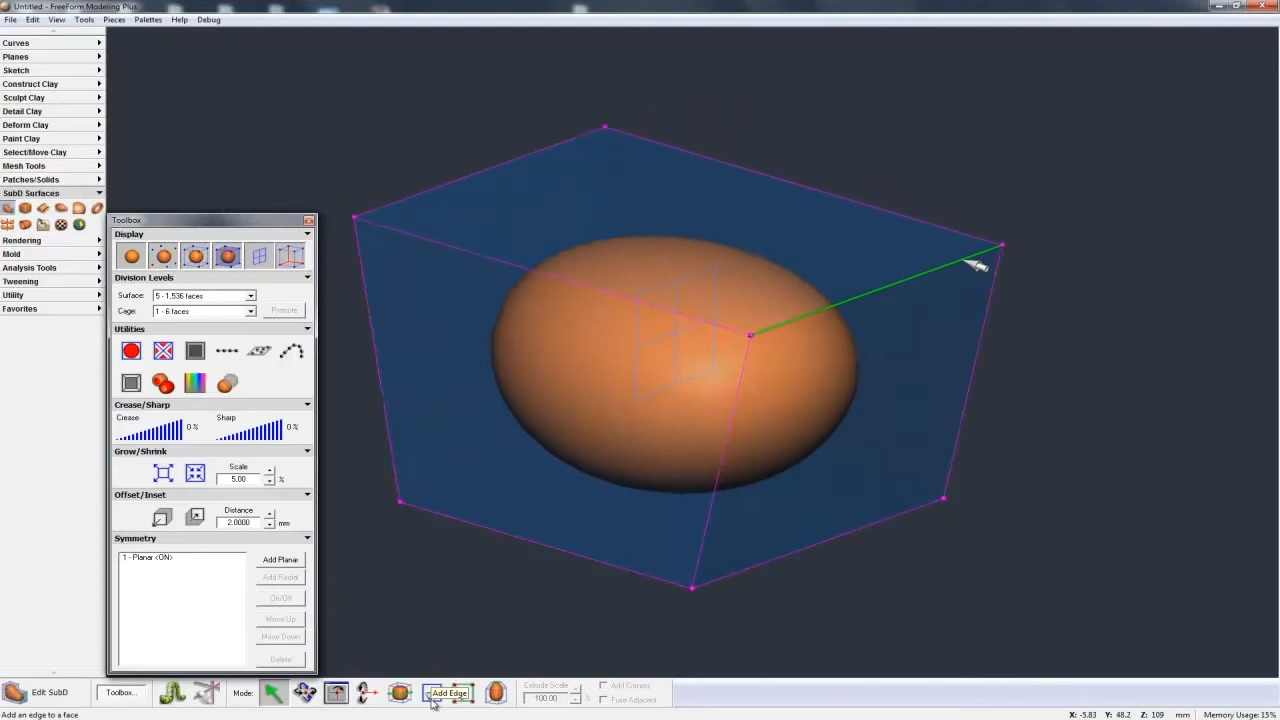 Untitled - FreeForm Modeling Plus
File Edit View Tools Pieces Palettes Help Debug
Curves
Planes
Sketch
Construct Clay
Sculpt Clay
Detail Clay
Deform Clay
Paint Clay
Select/Move Clay
Mesh Tools
Patches/Solids
SubD Surfaces
Rendering
Mold
Analysis Tools
Tweening
Utility
Favorites
Toolbox
Display
Division Levels
Surface: 5 - 1,536 faces
Cage: 1 - 6 faces
Promote
Utilities
Crease/Sharp
Crease Sharp
0 % 0 %
Grow/Shrink
Scale
5.00 %
Offset/Inset
Distance
2.0000 mm
Symmetry
1 - Planar <ON>
Add Planar
Add Radial
On/Off
Move Up
Move Down
Delete
Edit SubD
Toolbox...
Mode:
Add Edge
Extrude Scale
100.00 %
Add Corners
Fuse Adjacent
Add an edge to a face
X: -5.83 Y: 48.2 Z: 109 mm Memory Usage: 15%